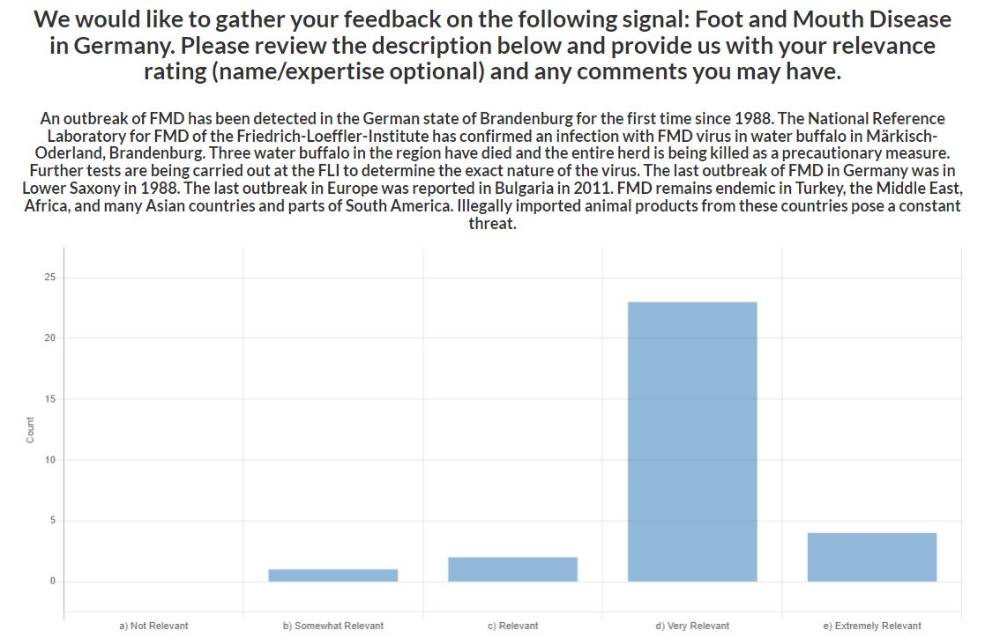 We would like to gather your feedback on the following signal: Foot and Mouth Disease
in Germany. Please review the description below and provide us with your relevance
rating (name/expertise optional) and any comments you may have.
An outbreak of FMD has been detected in the German state of Brandenburg for the first time since 1988. The National Reference
Laboratory for FMD of the Friedrich-Loeffler-Institute has confirmed an infection with FMD virus in water buffalo in Märkisch-
Oderland, Brandenburg. Three water buffalo in the region have died and the entire herd is being killed as a precautionary measure.
Further tests are being carried out at the FLI to determine the exact nature of the virus. The last outbreak of FMD in Germany was in
Lower Saxony in 1988. The last outbreak in Europe was reported in Bulgaria in 2011. FMD remains endemic in Turkey, the Middle East,
Africa, and many Asian countries and parts of South America. Illegally imported animal products from these countries pose a constant
threat.
25
20
15
10
5
0
Count
a) Not Relevant
b) Somewhat Relevant
c) Relevant
d) Very Relevant
e) Extremely Relevant